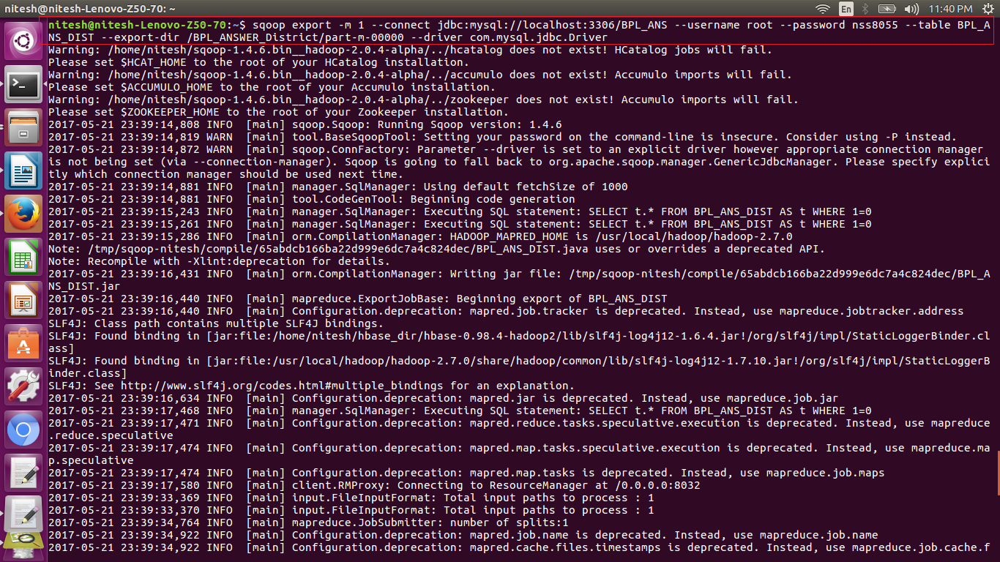 nitesh@nitesh-Lenovo-Z50-70: ~
En
11:40 PM
nitesh@nitesh-Lenovo-Z50-70:~$ sqoop export -m 1 --connect jdbc:mysql://localhost:3306/BPL_ANS --username root --password nss8055 --table BPL_A
NS_DIST --export-dir /BPL_ANSWER_District/part-m-00000 --driver com.mysql.jdbc.Driver
Warning: /home/nitesh/sqoop-1.4.6.bin__hadoop-2.0.4-alpha/../hcatalog does not exist! HCatalog jobs will fail.
Please set $HCAT_HOME to the root of your HCatalog installation.
Warning: /home/nitesh/sqoop-1.4.6.bin__hadoop-2.0.4-alpha/../accumulo does not exist! Accumulo imports will fail.
Please set $ACCUMULO_HOME to the root of your Accumulo installation.
Warning: /home/nitesh/sqoop-1.4.6.bin__hadoop-2.0.4-alpha/../zookeeper does not exist! Accumulo imports will fail.
Please set $ZOOKEEPER_HOME to the root of your Zookeeper installation.
2017-05-21 23:39:14,808 INFO  [main] sqoop.Sqoop: Running Sqoop version: 1.4.6
2017-05-21 23:39:14,819 WARN  [main] tool.BaseSqoopTool: Setting your password on the command-line is insecure. Consider using -P instead.
2017-05-21 23:39:14,872 WARN  [main] sqoop.ConnFactory: Parameter --driver is set to an explicit driver however appropriate connection manager
is not being set (via --connection-manager). Sqoop is going to fall back to org.apache.sqoop.manager.GenericJdbcManager. Please specify explici
tly which connection manager should be used next time.
2017-05-21 23:39:14,881 INFO  [main] manager.SqlManager: Using default fetchSize of 1000
2017-05-21 23:39:14,881 INFO  [main] tool.CodeGenTool: Beginning code generation
2017-05-21 23:39:15,243 INFO  [main] manager.SqlManager: Executing SQL statement: SELECT t.* FROM BPL_ANS_DIST AS t WHERE 1=0
2017-05-21 23:39:15,261 INFO  [main] manager.SqlManager: Executing SQL statement: SELECT t.* FROM BPL_ANS_DIST AS t WHERE 1=0
2017-05-21 23:39:15,286 INFO  [main] orm.CompilationManager: HADOOP_MAPRED_HOME is /usr/local/hadoop/hadoop-2.7.0
Note: /tmp/sqoop-nitesh/compile/65abdcb166ba22d999e6dc7a4c824dec/BPL_ANS_DIST.java uses or overrides a deprecated API.
Note: Recompile with -Xlint:deprecation for details.
2017-05-21 23:39:16,431 INFO  [main] orm.CompilationManager: Writing jar file: /tmp/sqoop-nitesh/compile/65abdcb166ba22d999e6dc7a4c824dec/BPL_A
NS_DIST.jar
2017-05-21 23:39:16,440 INFO  [main] mapreduce.ExportJobBase: Beginning export of BPL_ANS_DIST
2017-05-21 23:39:16,440 INFO  [main] Configuration.deprecation: mapred.job.tracker is deprecated. Instead, use mapreduce.jobtracker.address
SLF4J: Class path contains multiple SLF4J bindings.
SLF4J: Found binding in [jar:file:/home/nitesh/hbase_dir/hbase-0.98.4-hadoop2/lib/slf4j-log4j12-1.6.4.jar!/org/slf4j/impl/StaticLoggerBinder.cl
ass]
SLF4J: Found binding in [jar:file:/usr/local/hadoop/hadoop-2.7.0/share/hadoop/common/lib/slf4j-log4j12-1.7.10.jar!/org/slf4j/impl/StaticLoggerB
inder.class]
SLF4J: See http://www.slf4j.org/codes.html#multiple_bindings for an explanation.
2017-05-21 23:39:16,634 INFO  [main] Configuration.deprecation: mapred.jar is deprecated. Instead, use mapreduce.job.jar
2017-05-21 23:39:17,468 INFO  [main] manager.SqlManager: Executing SQL statement: SELECT t.* FROM BPL_ANS_DIST AS t WHERE 1=0
2017-05-21 23:39:17,471 INFO  [main] Configuration.deprecation: mapred.reduce.tasks.speculative.execution is deprecated. Instead, use mapreduce
.reduce.speculative
2017-05-21 23:39:17,474 INFO  [main] Configuration.deprecation: mapred.map.tasks.speculative.execution is deprecated. Instead, use mapreduce.ma
p.speculative
2017-05-21 23:39:17,474 INFO  [main] Configuration.deprecation: mapred.map.tasks is deprecated. Instead, use mapreduce.job.maps
2017-05-21 23:39:17,580 INFO  [main] client.RMProxy: Connecting to ResourceManager at /0.0.0.0:8032
2017-05-21 23:39:33,369 INFO  [main] input.FileInputFormat: Total input paths to process : 1
2017-05-21 23:39:33,370 INFO  [main] input.FileInputFormat: Total input paths to process : 1
2017-05-21 23:39:34,764 INFO  [main] mapreduce.JobSubmitter: number of splits:1
2017-05-21 23:39:34,922 INFO  [main] Configuration.deprecation: mapred.job.name is deprecated. Instead, use mapreduce.job.name
2017-05-21 23:39:34,922 INFO  [main] Configuration.deprecation: mapred.cache.files.timestamps is deprecated. Instead, use mapreduce.job.cache.f